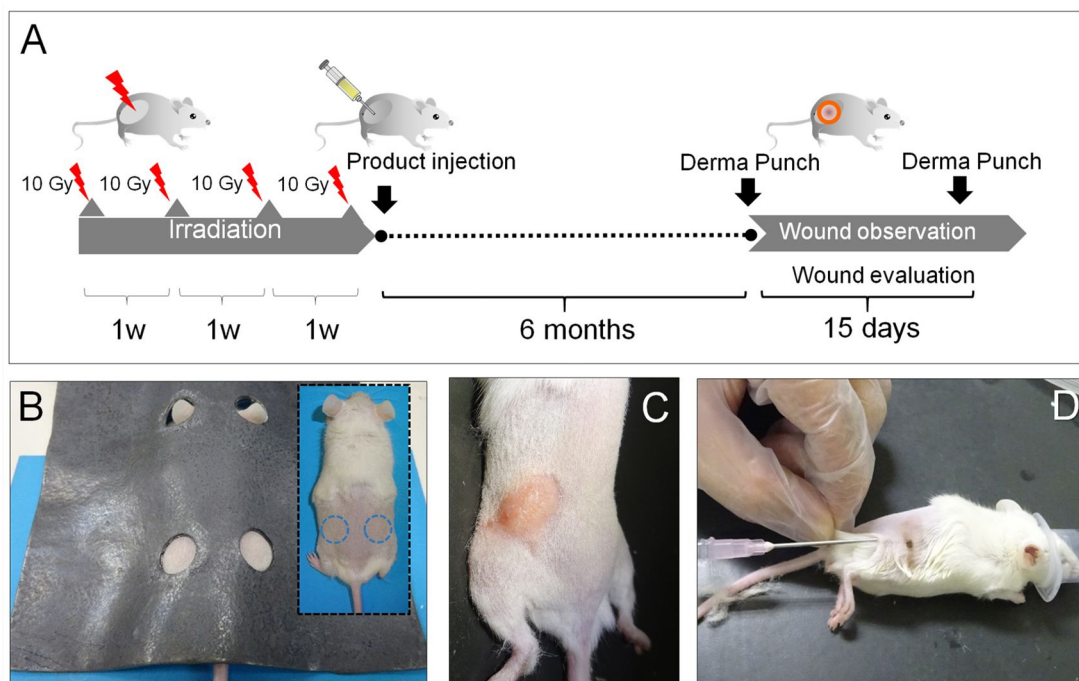 A
Product injection
Derma Punch
Derma Punch
10 Gy
10 Gy
10 Gy
10 Gy
Irradiation
Wound observation
Wound evaluation
1w
1w
1w
6 months
15 days
B
C
D